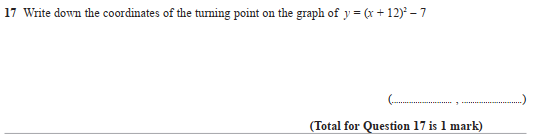 17 Write down the coordinates of the turning point on the graph of y = (x + 12)² – 7
(.............................. , ..............................)
(Total for Question 17 is 1 mark)